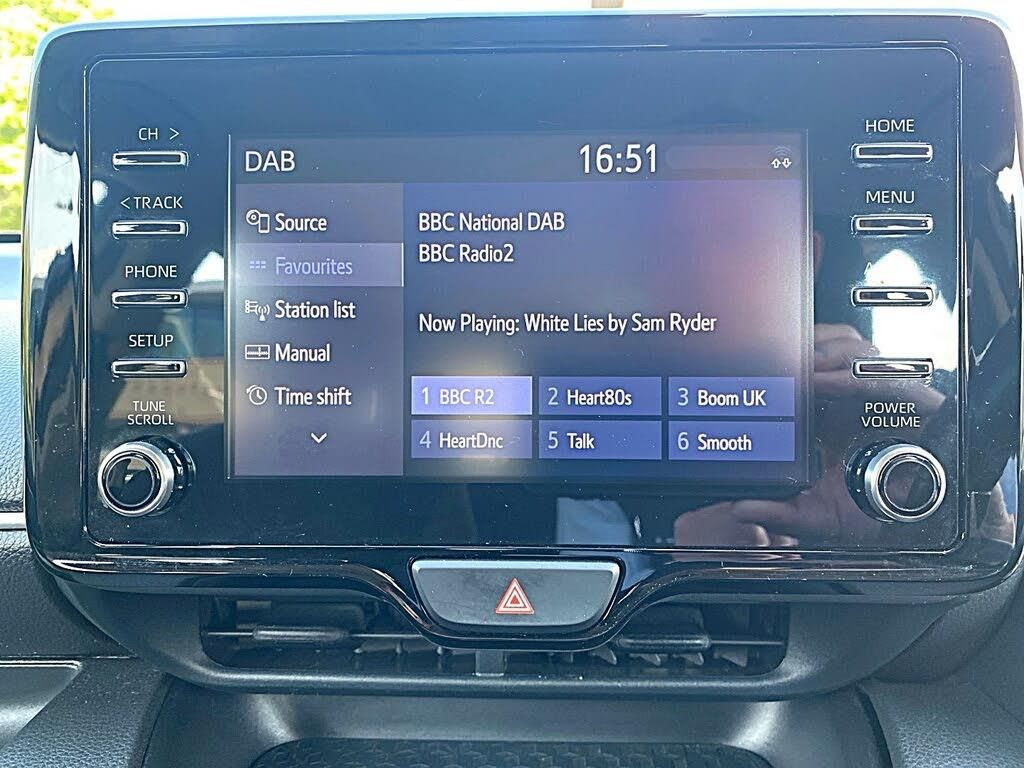 CH >
< TRACK
PHONE
SETUP
TUNE
SCROLL
DAB
16:51
Source
Favourites
Station list
Manual
Time shift
BBC National DAB
BBC Radio2
Now Playing: White Lies by Sam Ryder
1 BBC R2
2 Heart80s
3 Boom UK
4 HeartDnc
5 Talk
6 Smooth
HOME
MENU
POWER
VOLUME